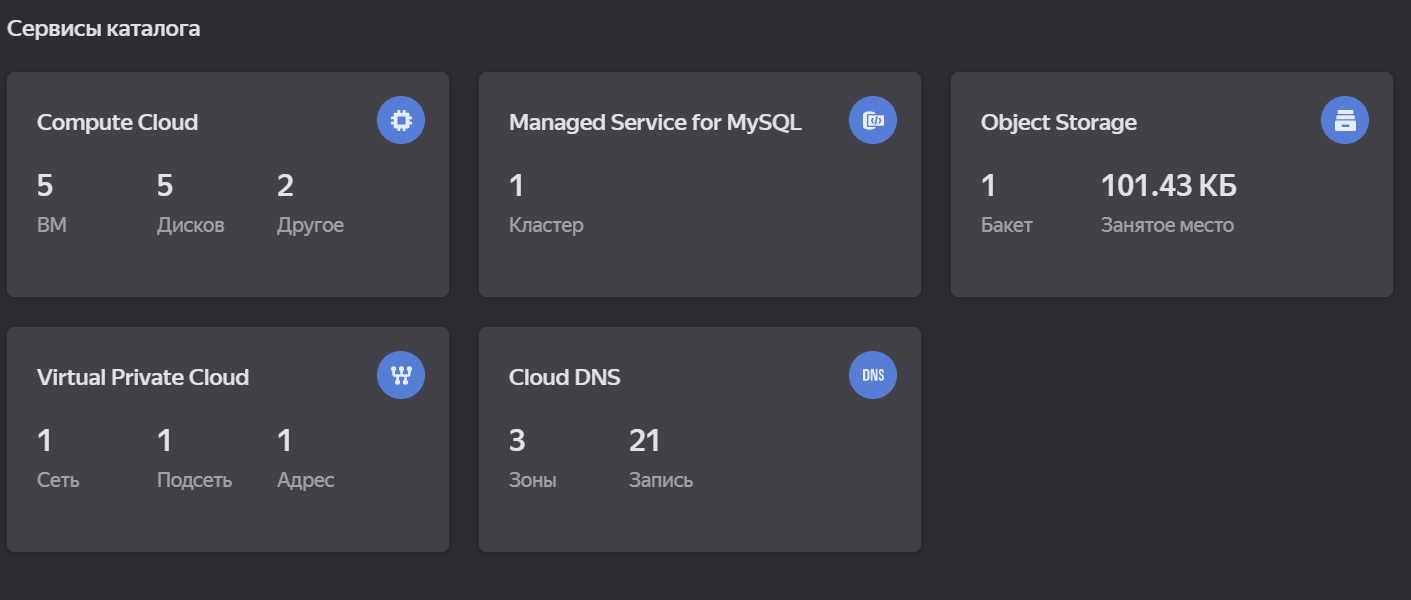 Сервисы каталога
Compute Cloud
5 5 2
ВМ Дисков Другое
Managed Service for MySQL
1
Кластер
Object Storage
1 101.43 КБ
Бакет Занятое место
Virtual Private Cloud
1 1 1
Сеть Подсеть Адрес
Cloud DNS
DNS
3 21
Зоны Запись